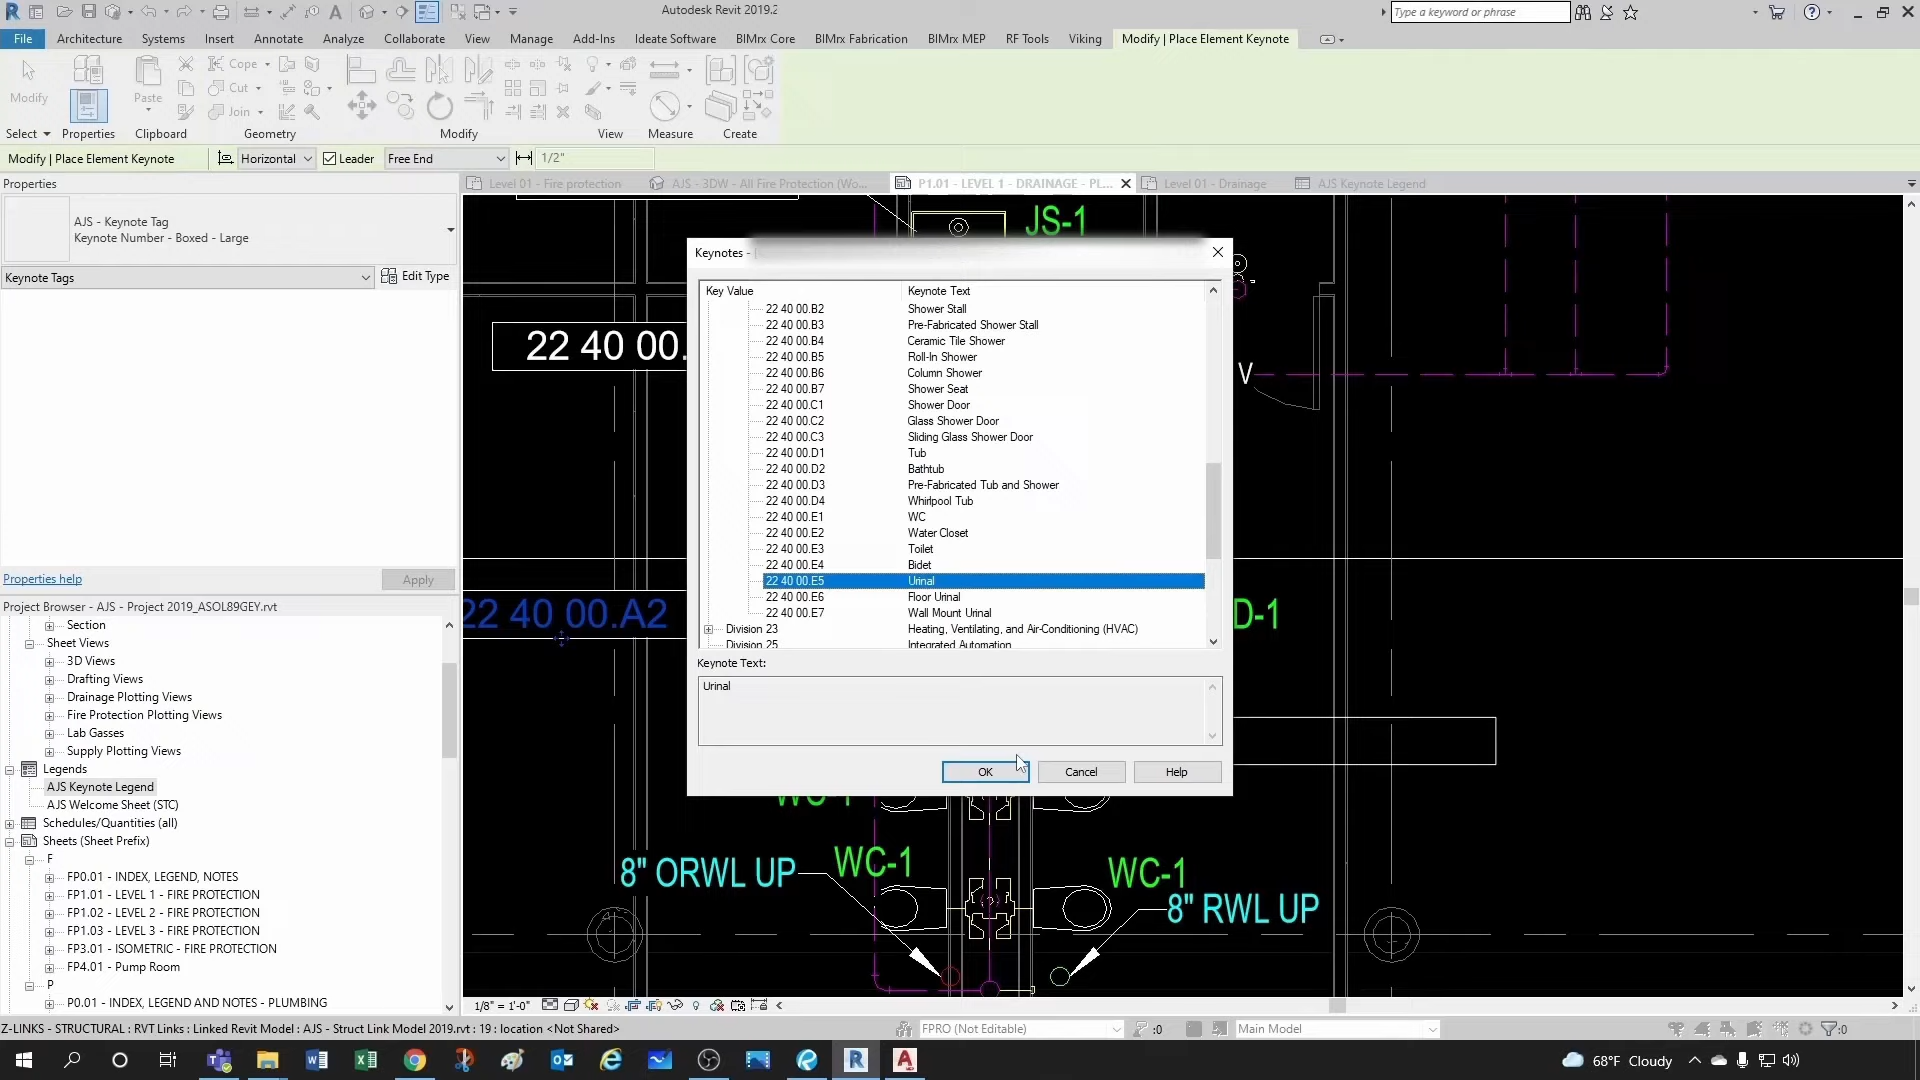 Autodesk Revit 2019.2
Type a keyword or phrase
File Architecture Systems Insert Annotate Analyze Collaborate View Manage Add-Ins Ideate Software BIMrx Core BIMrx Fabrication BIMrx MEP RF Tools Viking Modify | Place Element Keynote
Modify
Paste
Cope
Cut
Join
Select Properties Clipboard Geometry Modify View Measure Create
Modify | Place Element Keynote Horizontal Leader Free End 1/2"
Properties
Level 01 - Fire protection AJS - 3DW - All Fire Protection (Wo... P1.01 - LEVEL 1 - DRAINAGE - PL... Level 01 - Drainage AJS Keynote Legend
AJS - Keynote Tag
Keynote Number - Boxed - Large
Keynote Tags Edit Type
Properties help Apply
Project Browser - AJS - Project 2019_ASOL89GEY.rvt
Section
Sheet Views
3D Views
Drafting Views
Drainage Plotting Views
Fire Protection Plotting Views
Lab Gasses
Supply Plotting Views
Legends
AJS Keynote Legend
AJS Welcome Sheet (STC)
Schedules/Quantities (all)
Sheets (Sheet Prefix)
F
FP0.01 - INDEX, LEGEND, NOTES
FP1.01 - LEVEL 1 - FIRE PROTECTION
FP1.02 - LEVEL 2 - FIRE PROTECTION
FP1.03 - LEVEL 3 - FIRE PROTECTION
FP3.01 - ISOMETRIC - FIRE PROTECTION
FP4.01 - Pump Room
P
P0.01 - INDEX, LEGEND AND NOTES - PLUMBING
JS-1
22 40 00.
V
22 40 00.A2
D-1
WC-1
8" ORWL UP
WC-1
WC-1
8" RWL UP
Keynotes -
Key Value Keynote Text
22 40 00.B2 Shower Stall
22 40 00.B3 Pre-Fabricated Shower Stall
22 40 00.B4 Ceramic Tile Shower
22 40 00.B5 Roll-In Shower
22 40 00.B6 Column Shower
22 40 00.B7 Shower Seat
22 40 00.C1 Shower Door
22 40 00.C2 Glass Shower Door
22 40 00.C3 Sliding Glass Shower Door
22 40 00.D1 Tub
22 40 00.D2 Bathtub
22 40 00.D3 Pre-Fabricated Tub and Shower
22 40 00.D4 Whirlpool Tub
22 40 00.E1 WC
22 40 00.E2 Water Closet
22 40 00.E3 Toilet
22 40 00.E4 Bidet
22 40 00.E5 Urinal
22 40 00.E6 Floor Urinal
22 40 00.E7 Wall Mount Urinal
Division 23 Heating, Ventilating, and Air-Conditioning (HVAC)
Division 25 Integrated Automation
Keynote Text:
Urinal
OK Cancel Help
1/8" = 1'-0"
Z-LINKS - STRUCTURAL : RVT Links : Linked Revit Model : AJS - Struct Link Model 2019.rvt : 19 : location <Not Shared>
FPRO (Not Editable) :0 Main Model :0
68°F Cloudy